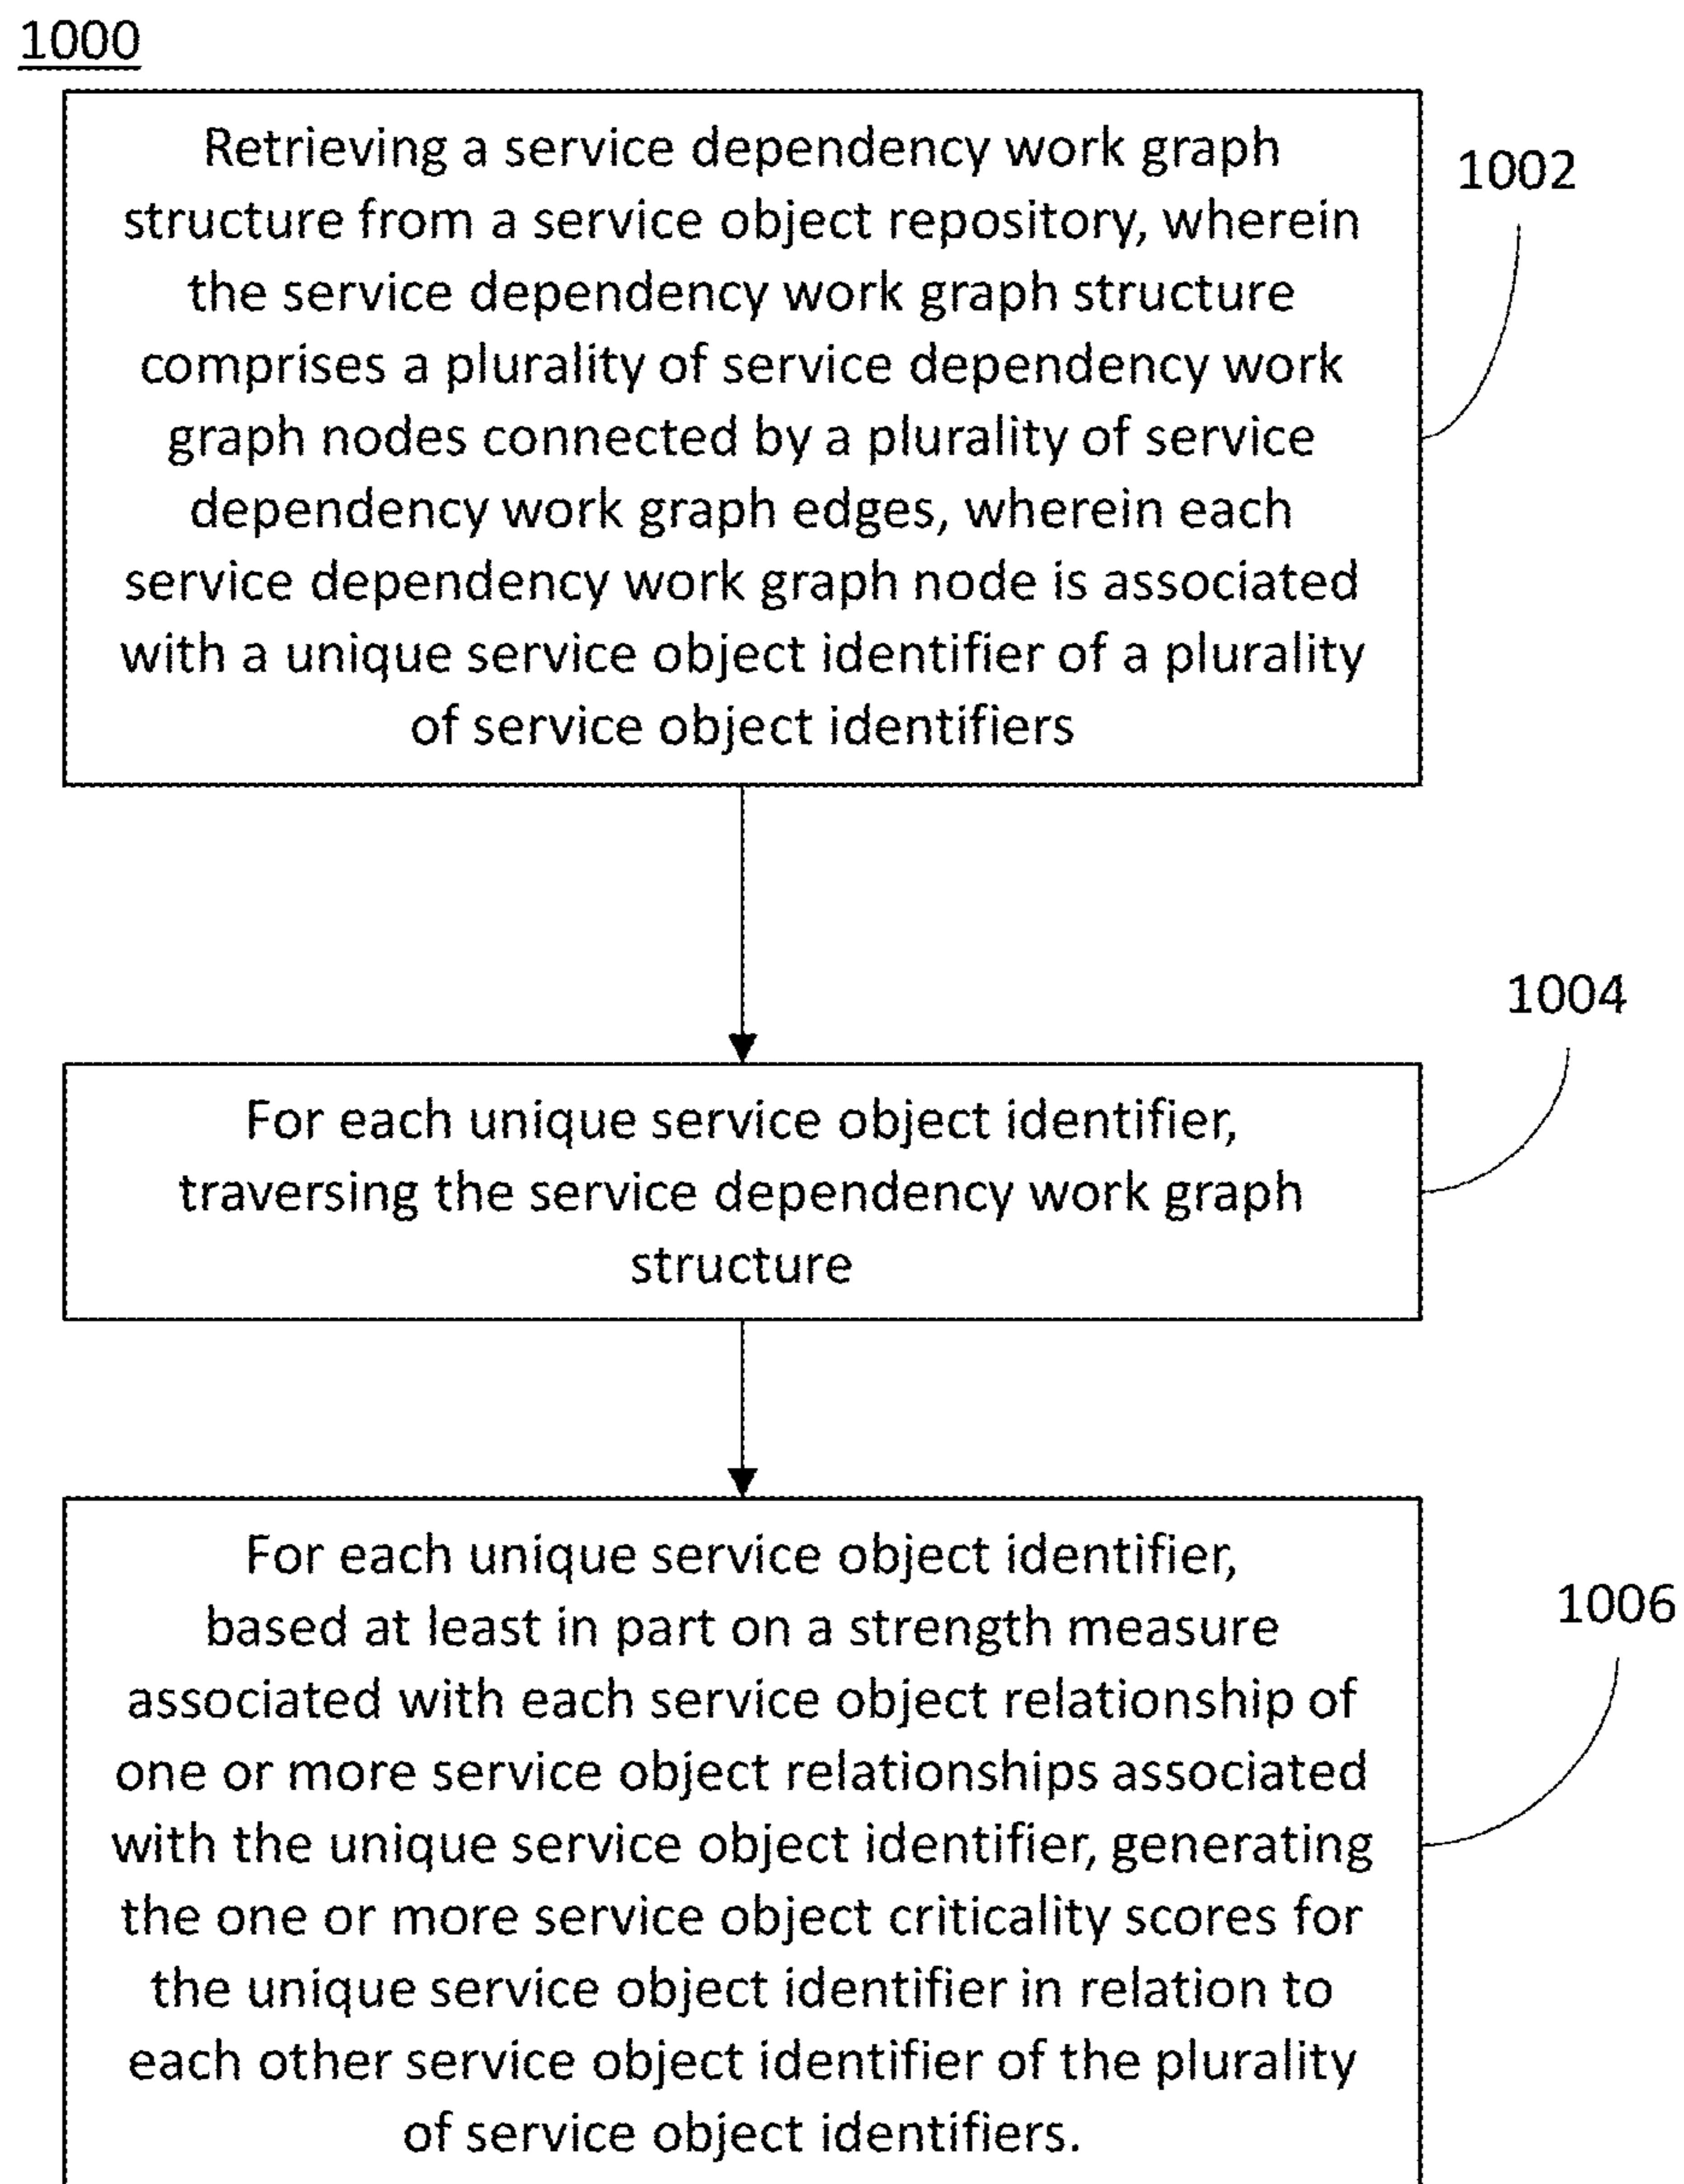 1000
Retrieving a service dependency work graph
structure from a service object repository, wherein
the service dependency work graph structure
comprises a plurality of service dependency work
graph nodes connected by a plurality of service
dependency work graph edges, wherein each
service dependency work graph node is associated
with a unique service object identifier of a plurality
of service object identifiers
1002
For each unique service object identifier,
traversing the service dependency work graph
structure
1004
For each unique service object identifier,
based at least in part on a strength measure
associated with each service object relationship of
one or more service object relationships associated
with the unique service object identifier, generating
the one or more service object criticality scores for
the unique service object identifier in relation to
each other service object identifier of the plurality
of service object identifiers.
1006